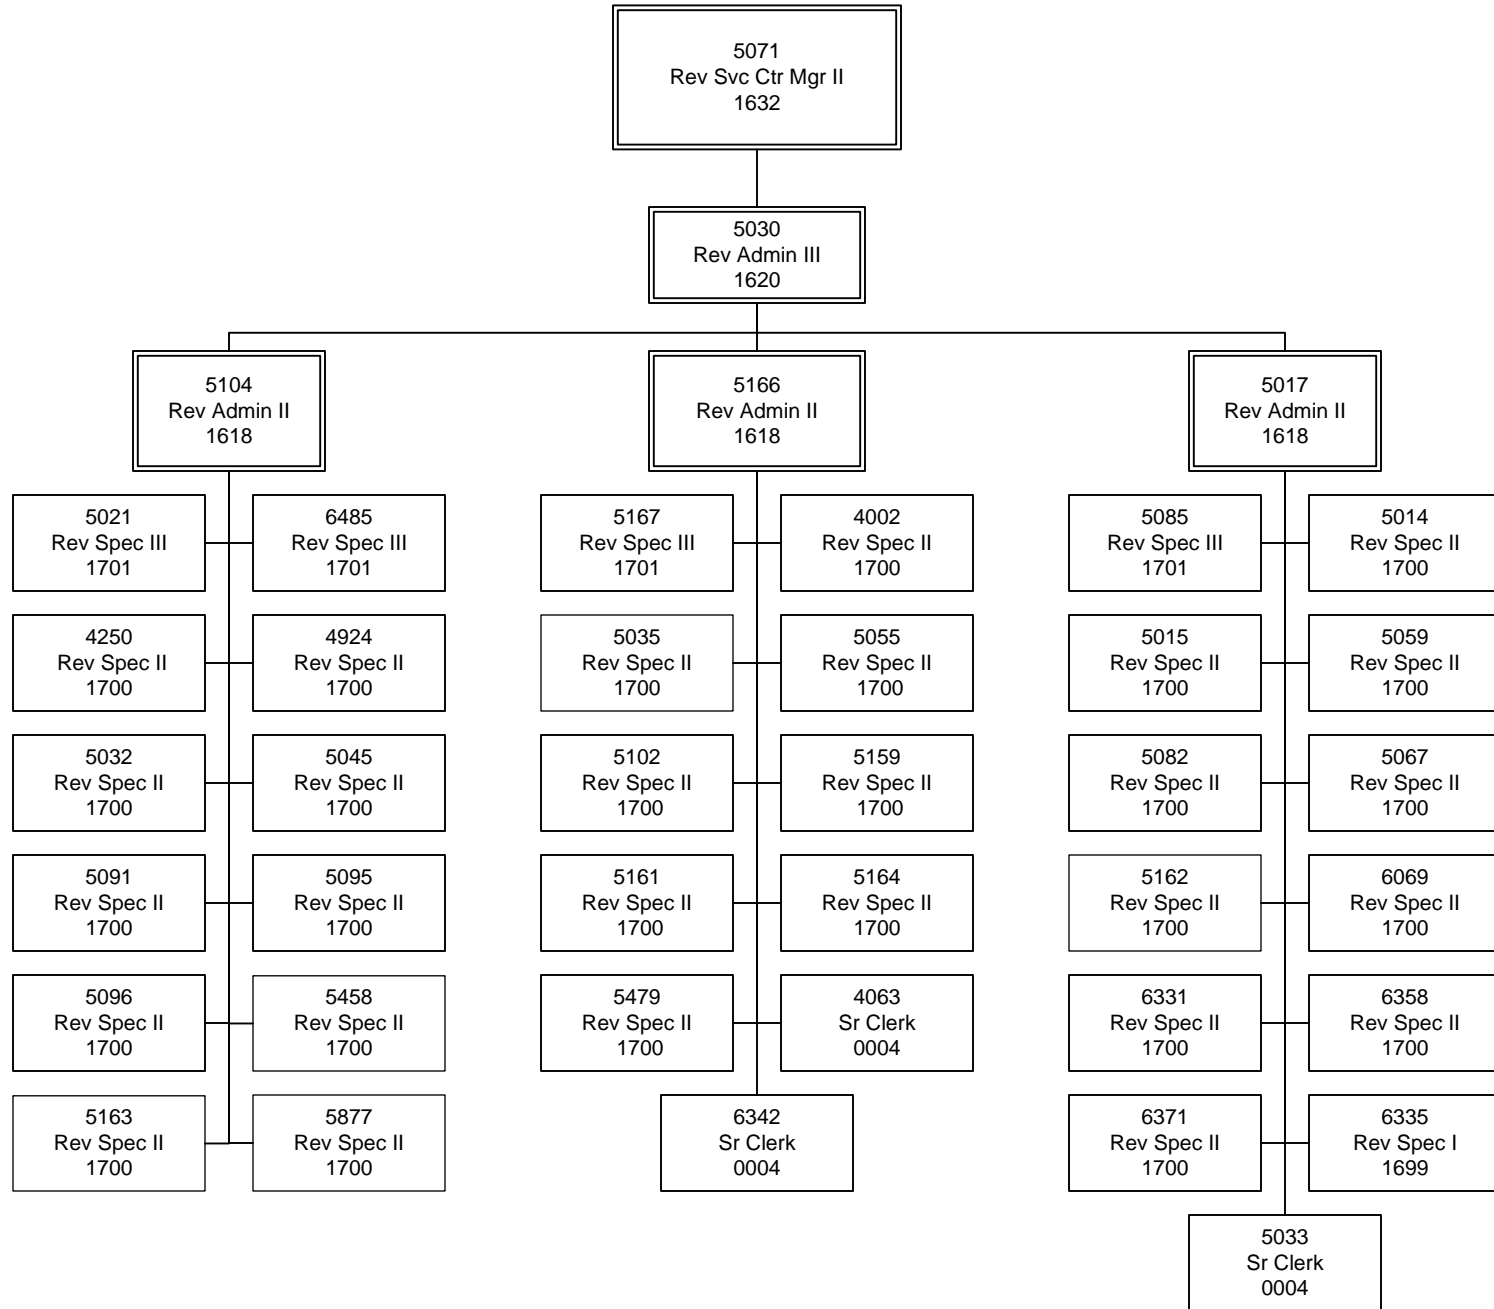 5071
Rev Svc Ctr Mgr II
1632
5030
Rev Admin III
1620
5104
Rev Admin II
1618
5166
Rev Admin II
1618
5017
Rev Admin II
1618
5021
Rev Spec III
1701
6485
Rev Spec III
1701
5167
Rev Spec III
1701
4002
Rev Spec II
1700
5085
Rev Spec III
1701
5014
Rev Spec II
1700
4250
Rev Spec II
1700
4924
Rev Spec II
1700
5035
Rev Spec II
1700
5055
Rev Spec II
1700
5015
Rev Spec II
1700
5059
Rev Spec II
1700
5032
Rev Spec II
1700
5045
Rev Spec II
1700
5102
Rev Spec II
1700
5159
Rev Spec II
1700
5082
Rev Spec II
1700
5067
Rev Spec II
1700
5091
Rev Spec II
1700
5095
Rev Spec II
1700
5161
Rev Spec II
1700
5164
Rev Spec II
1700
5162
Rev Spec II
1700
6069
Rev Spec II
1700
5096
Rev Spec II
1700
5458
Rev Spec II
1700
5479
Rev Spec II
1700
4063
Sr Clerk
0004
6331
Rev Spec II
1700
6358
Rev Spec II
1700
5163
Rev Spec II
1700
5877
Rev Spec II
1700
6342
Sr Clerk
0004
6371
Rev Spec II
1700
6335
Rev Spec I
1699
5033
Sr Clerk
0004